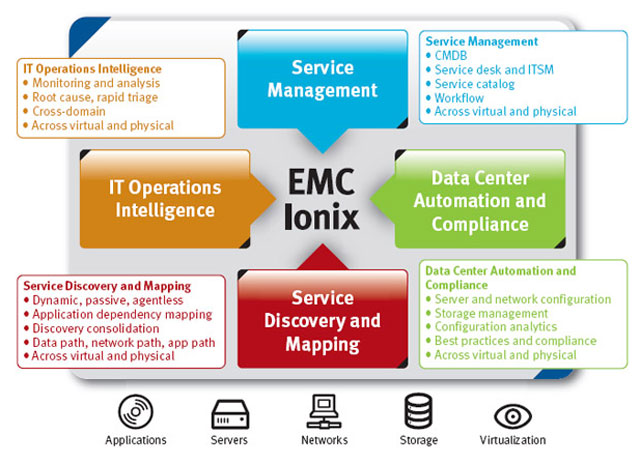 Service
Management
Service Management
• CMDB
• Service desk and ITSM
• Service catalog
• Workflow
• Across virtual and physical
IT Operations Intelligence
• Monitoring and analysis
• Root cause, rapid triage
• Cross-domain
• Across virtual and physical
IT Operations
Intelligence
EMC
Ionix
Data Center
Automation and
Compliance
Service Discovery and Mapping
• Dynamic, passive, agentless
• Application dependency mapping
• Discovery consolidation
• Data path, network path, app path
• Across virtual and physical
Service
Discovery and
Mapping
Data Center Automation and
Compliance
• Server and network configuration
• Storage management
• Configuration analytics
• Best practices and compliance
• Across virtual and physical
Applications
Servers
Networks
Storage
Virtualization